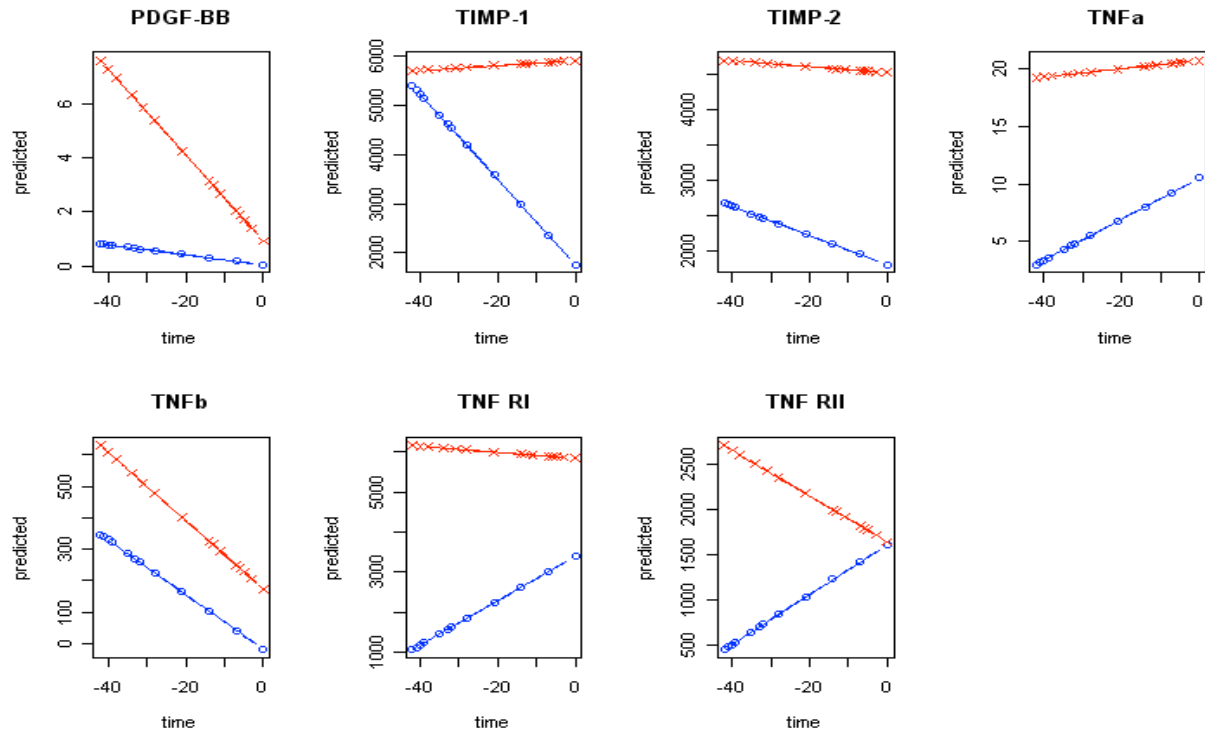 PDGF-BB
TIMP-1
TIMP-2
TNFa
predicted
0 2 4 6
-40 -20 0
time
predicted
2000 3000 4000 5000 6000
-40 -20 0
time
predicted
2000 3000 4000
-40 -20 0
time
predicted
5 10 15 20
-40 -20 0
time
TNFb
TNF RI
TNF RII
predicted
0 100 300 500
-40 -20 0
time
predicted
1000 3000 5000
-40 -20 0
time
predicted
500 1000 1500 2000 2500
-40 -20 0
time